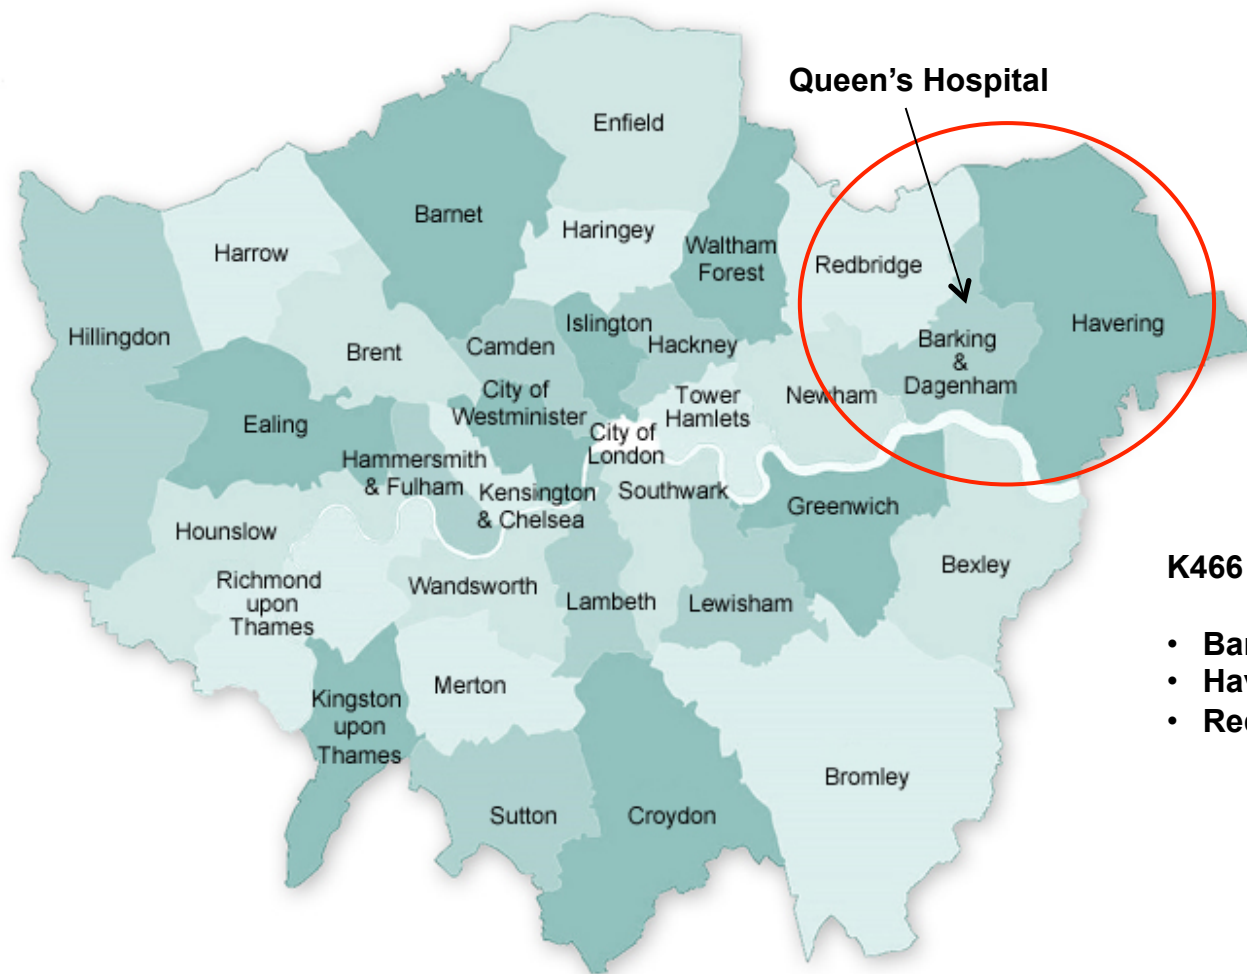 Queen’s Hospital
Enfield
Barnet
Haringey
Waltham
Forest
Harrow
Redbridge
Hillingdon
Brent
Camden
Islington
Hackney
Havering
Barking
&
Dagenham
City of
Westminister
Tower
Hamlets
Newham
Ealing
City of
London
Hammersmith
& Fulham
Kensington
& Chelsea
Southwark
Greenwich
Hounslow
Richmond
upon
Thames
Wandsworth
Lambeth
Lewisham
Bexley
K466
• Bar
• Hav
Merton
Kingston
upon
Thames
Bromley
Sutton
Croydon